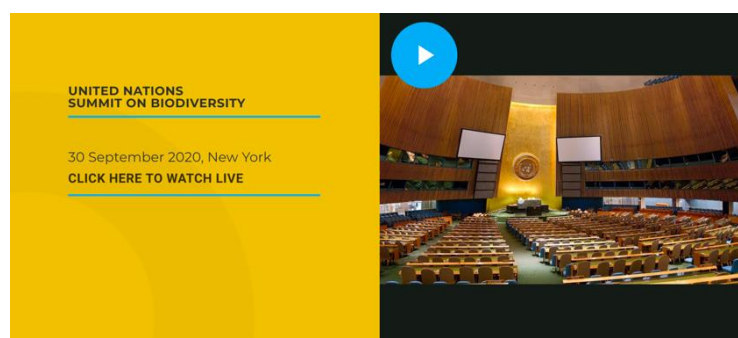 UNITED NATIONS
SUMMIT ON BIODIVERSITY
30 September 2020, New York
CLICK HERE TO WATCH LIVE